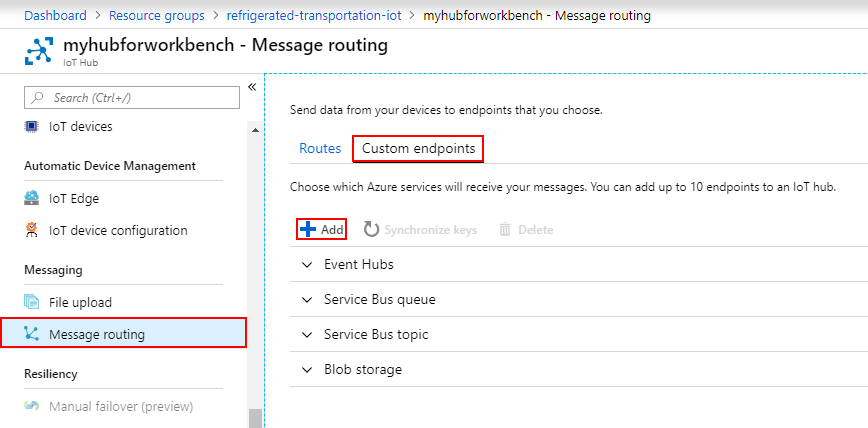 Dashboard > Resource groups > refrigerated-transportation-iot > myhubforworkbench - Message routing
myhubforworkbench - Message routing
IoT Hub
Search (Ctrl+/)
IoT devices
Automatic Device Management
IoT Edge
IoT device configuration
Messaging
File upload
Message routing
Resiliency
Manual failover (preview)
Send data from your devices to endpoints that you choose.
Routes Custom endpoints
Choose which Azure services will receive your messages. You can add up to 10 endpoints to an IoT hub.
Add Synchronize keys Delete
Event Hubs
Service Bus queue
Service Bus topic
Blob storage